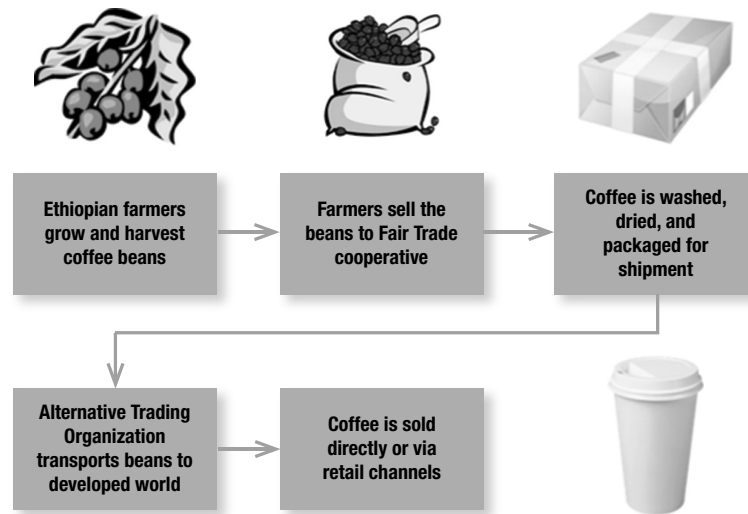 Ethiopian farmers
grow and harvest
coffee beans
Farmers sell the
beans to Fair Trade
cooperative
Coffee is washed,
dried, and
packaged for
shipment
Alternative Trading
Organization
transports beans to
developed world
Coffee is sold
directly or via
retail channels